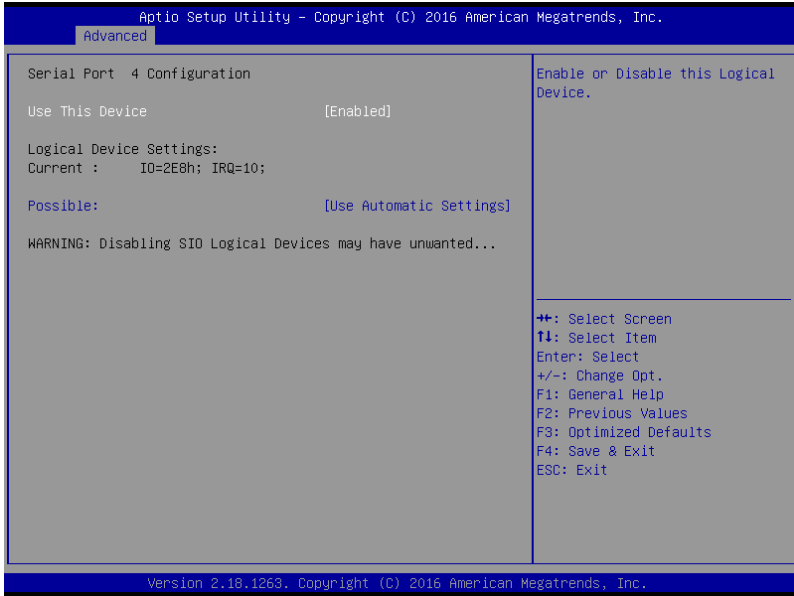 Aptio Setup Utility – Copyright (C) 2016 American Megatrends, Inc.
Advanced
Serial Port  4 Configuration
Use This Device [Enabled]
Logical Device Settings:
Current : IO=2E8h; IRQ=10;
Possible: [Use Automatic Settings]
WARNING: Disabling SIO Logical Devices may have unwanted...
Enable or Disable this Logical
Device.
→←: Select Screen
↑↓: Select Item
Enter: Select
+/-: Change Opt.
F1: General Help
F2: Previous Values
F3: Optimized Defaults
F4: Save & Exit
ESC: Exit
Version 2.18.1263. Copyright (C) 2016 American Megatrends, Inc.